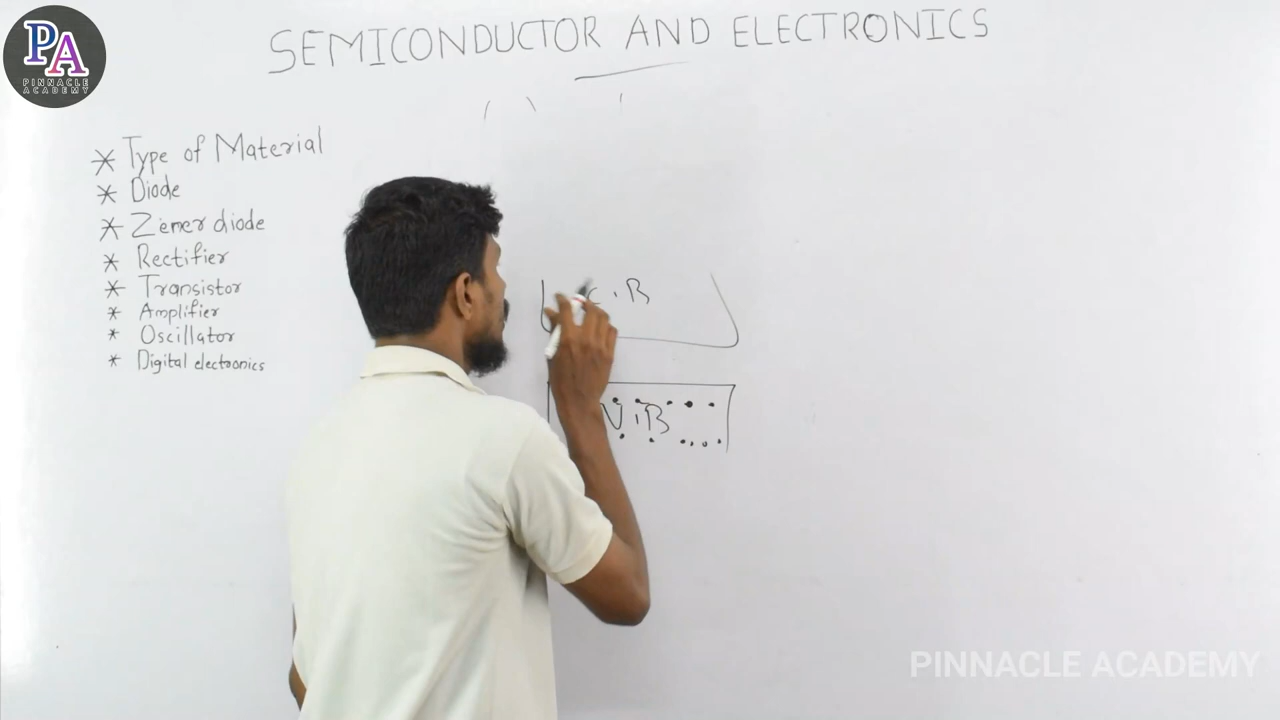 PA
PINNACLE
ACADEMY
SEMICONDUCTOR AND ELECTRONICS
* Type of Material
* Diode
* Zener diode
* Rectifier
* Transistor
* Amplifier
* Oscillator
* Digital electronics
C.B
V.B
PINNACLE ACADEMY